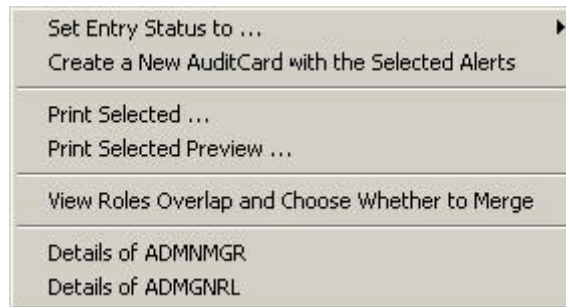 Set Entry Status to ...
Create a New AuditCard with the Selected Alerts
Print Selected ...
Print Selected Preview ...
View Roles Overlap and Choose Whether to Merge
Details of ADMNMGR
Details of ADMGNRL